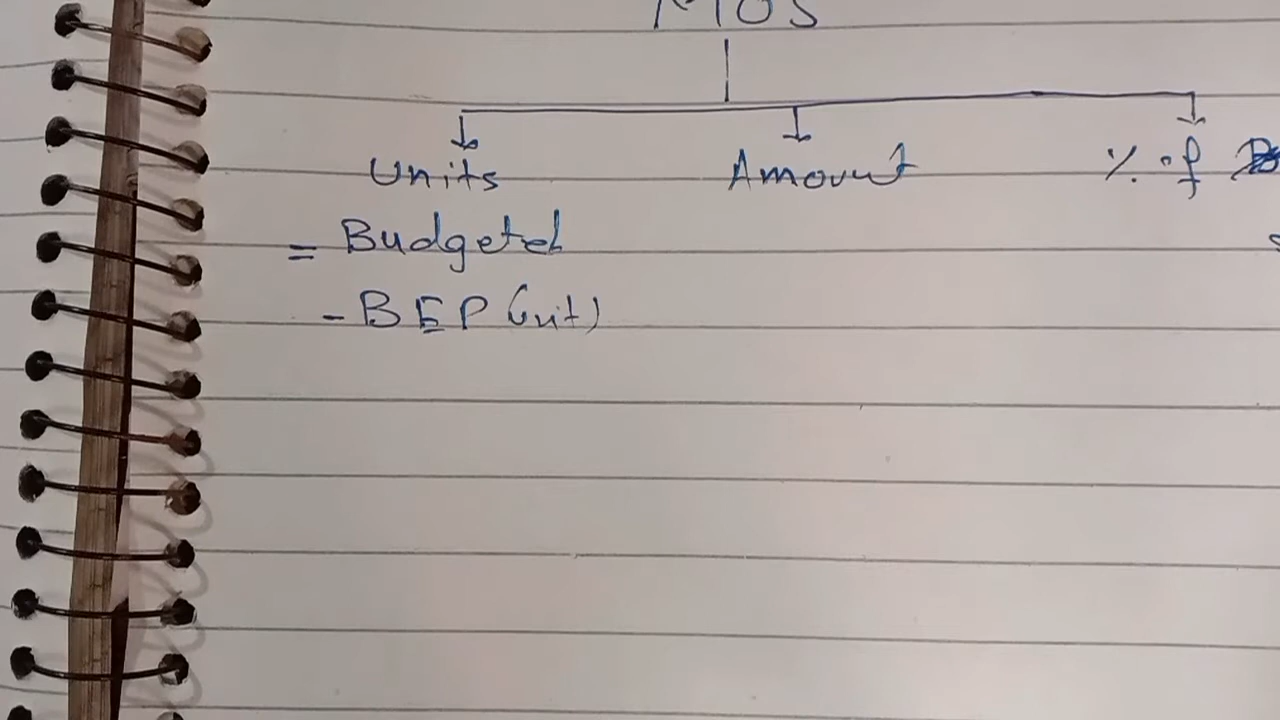 MOS
Units Amount % of
= Budgeted
- BEP (unit)